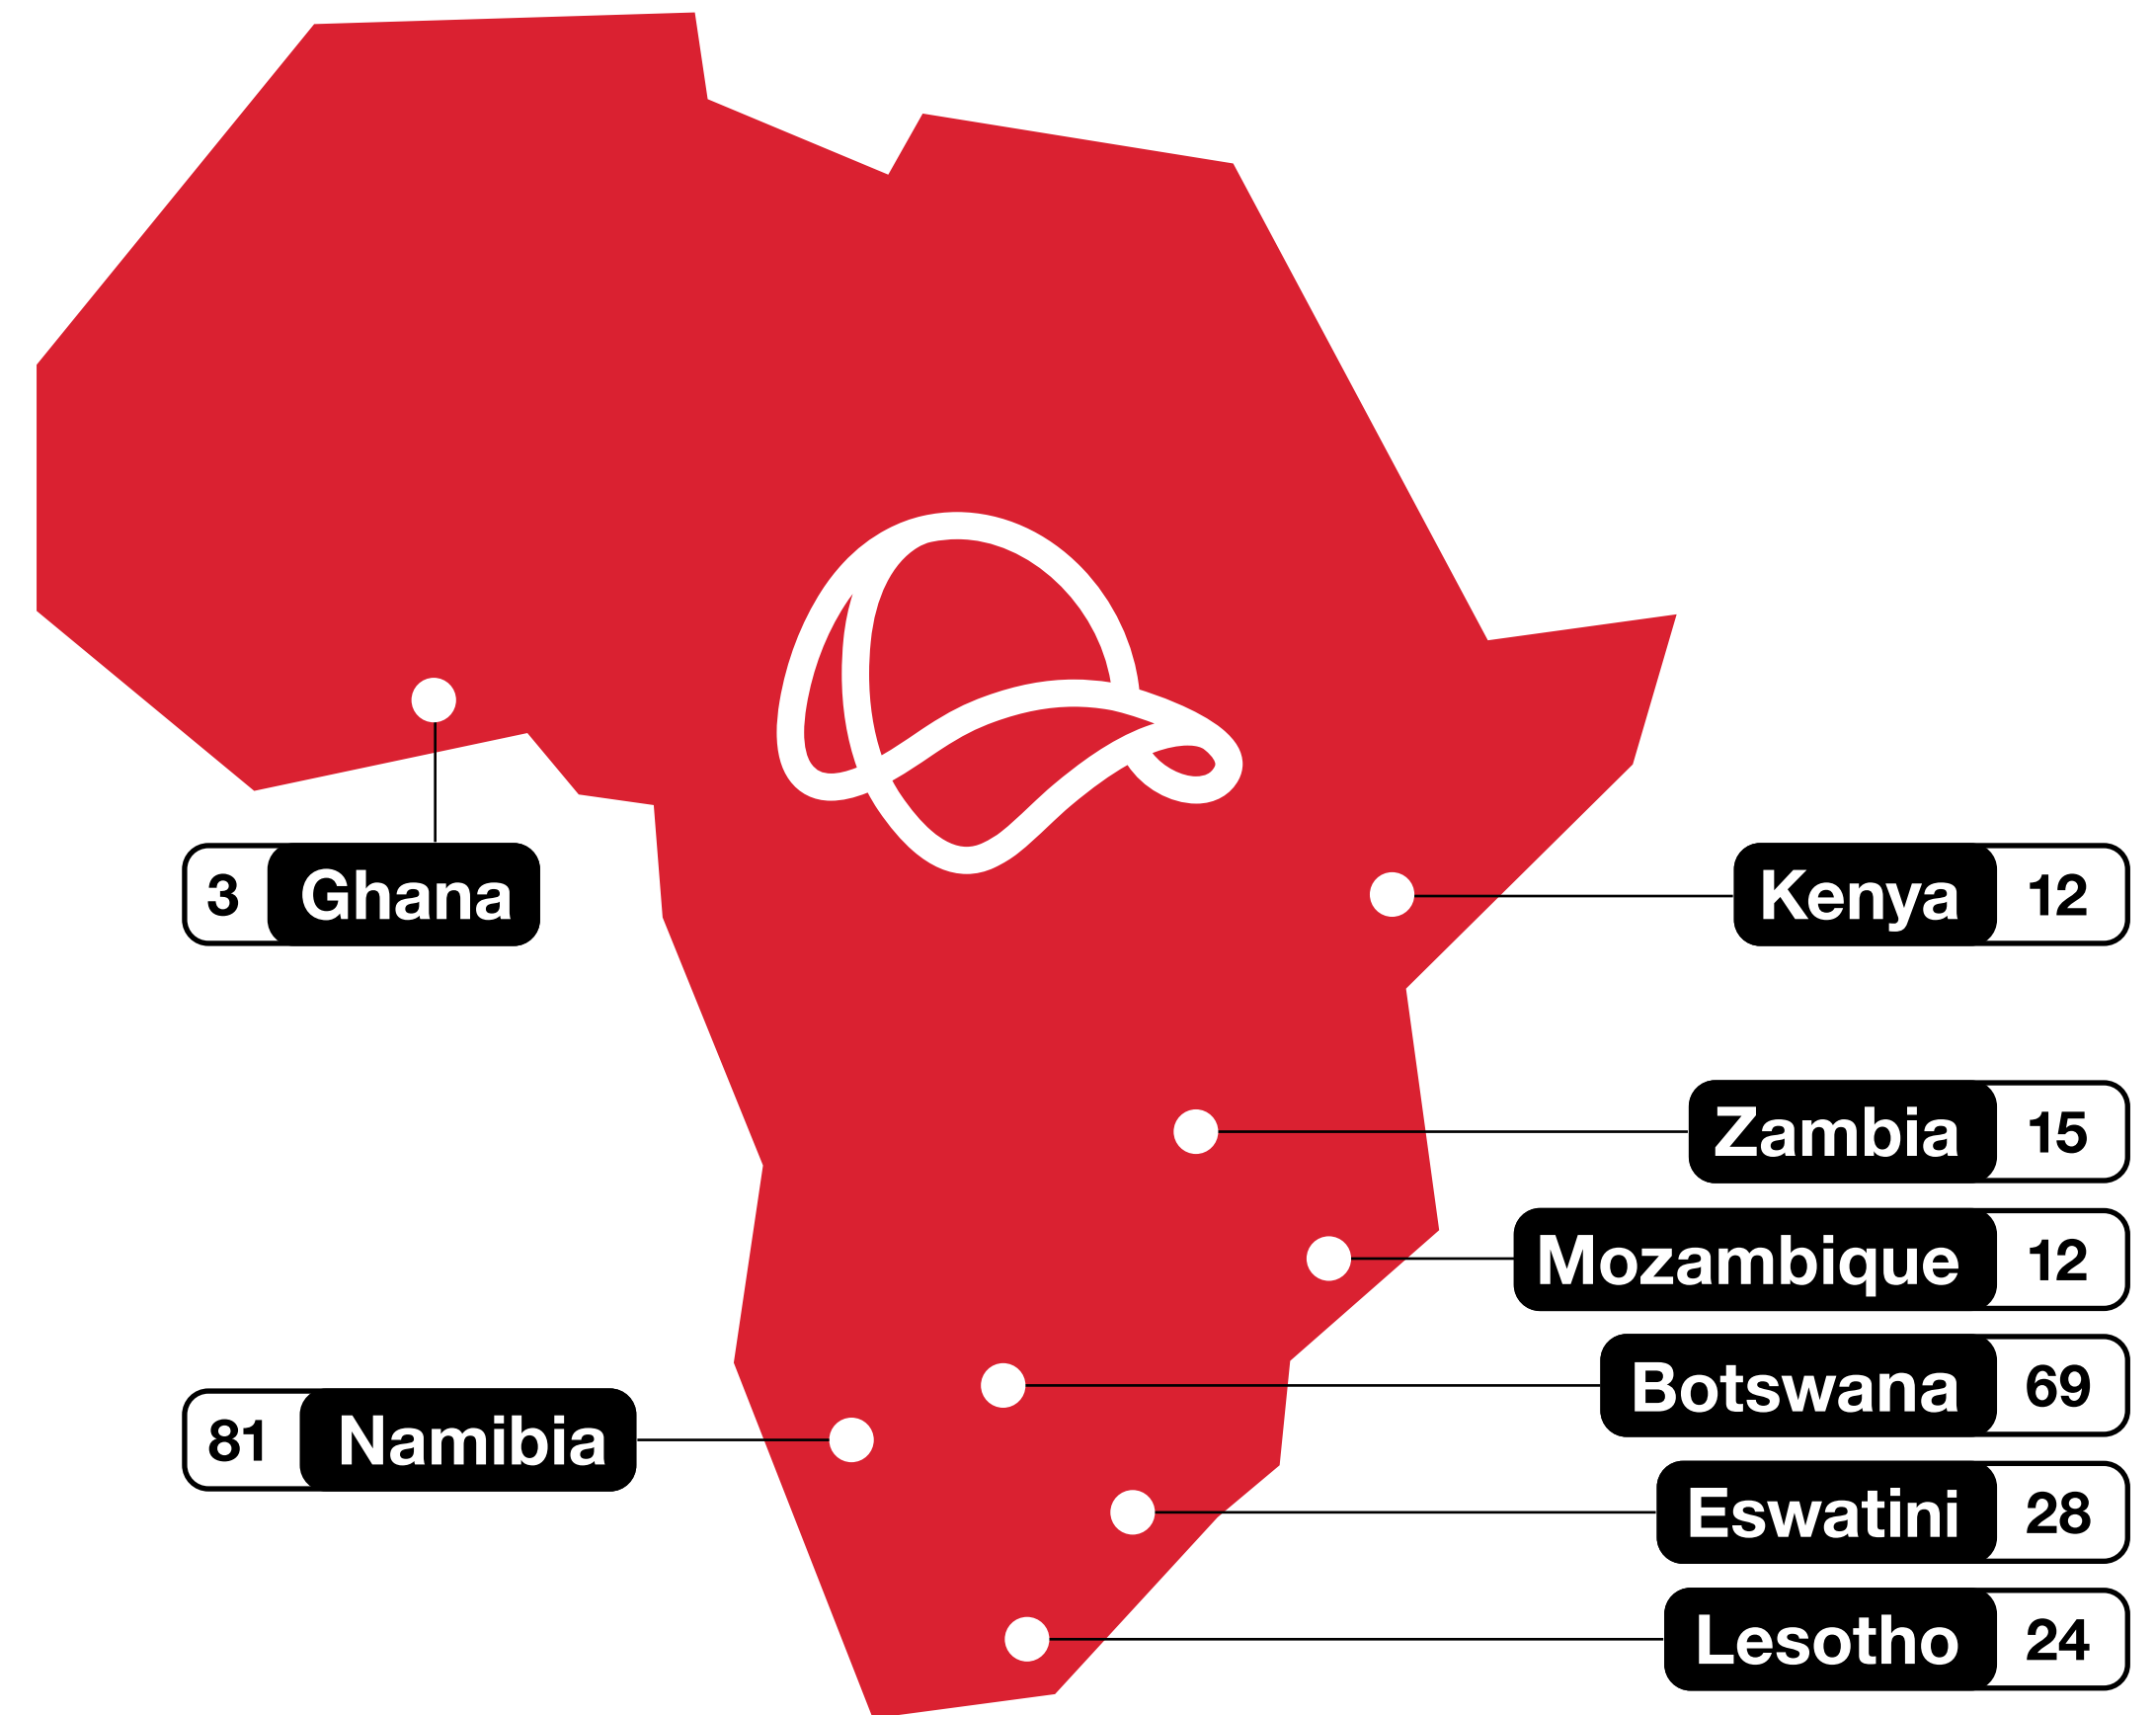 3 Ghana
Kenya 12
Zambia 15
Mozambique 12
Botswana 69
81 Namibia
Eswatini 28
Lesotho 24